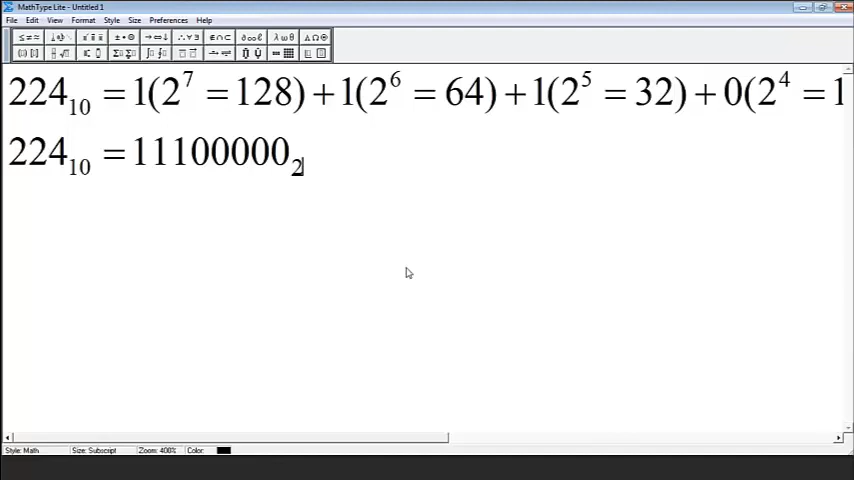 MathType Lite - Untitled 1
File Edit View Format Style Size Preferences Help
224₁₀ = 1(2⁷ = 128) + 1(2⁶ = 64) + 1(2⁵ = 32) + 0(2⁴ = 1
224₁₀ = 11100000₂
Style: Math Size: Subscript Zoom: 400% Color: